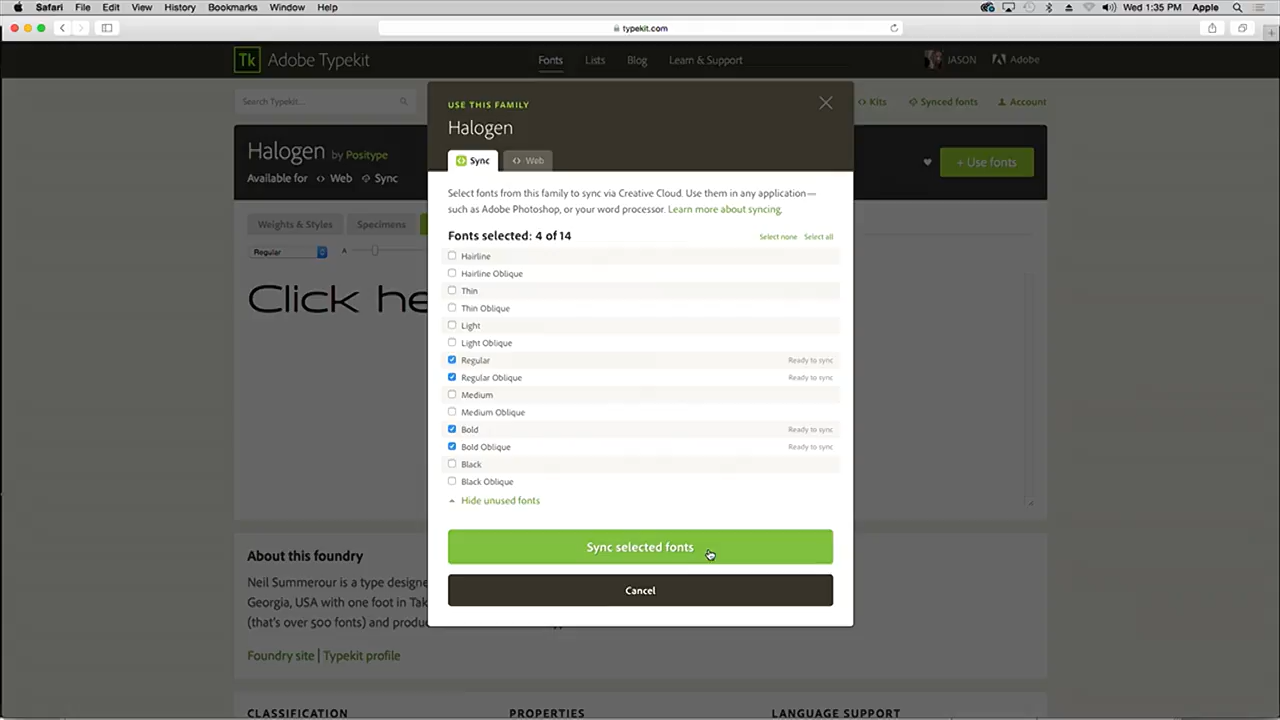 Safari File Edit View History Bookmarks Window Help Wed 1:35 PM Apple
typekit.com
Tk Adobe Typekit Fonts Lists Blog Learn & Support JASON Adobe
Search Typekit... Kits Synced fonts Account
USE THIS FAMILY
Halogen
Halogen by Positype
Available for Web Sync
+ Use fonts
Sync Web
Select fonts from this family to sync via Creative Cloud. Use them in any application—
such as Adobe Photoshop, or your word processor. Learn more about syncing.
Weights & Styles Specimens
Fonts selected: 4 of 14 Select none Select all
Regular A
Click he
Hairline
Hairline Oblique
Thin
Thin Oblique
Light
Light Oblique
Regular Ready to sync
Regular Oblique Ready to sync
Medium
Medium Oblique
Bold Ready to sync
Bold Oblique Ready to sync
Black
Black Oblique
Hide unused fonts
Sync selected fonts
Cancel
About this foundry
Neil Summerour is a type designe
Georgia, USA with one foot in Tak
(that's over 500 fonts) and produc
Foundry site | Typekit profile
CLASSIFICATION PROPERTIES LANGUAGE SUPPORT